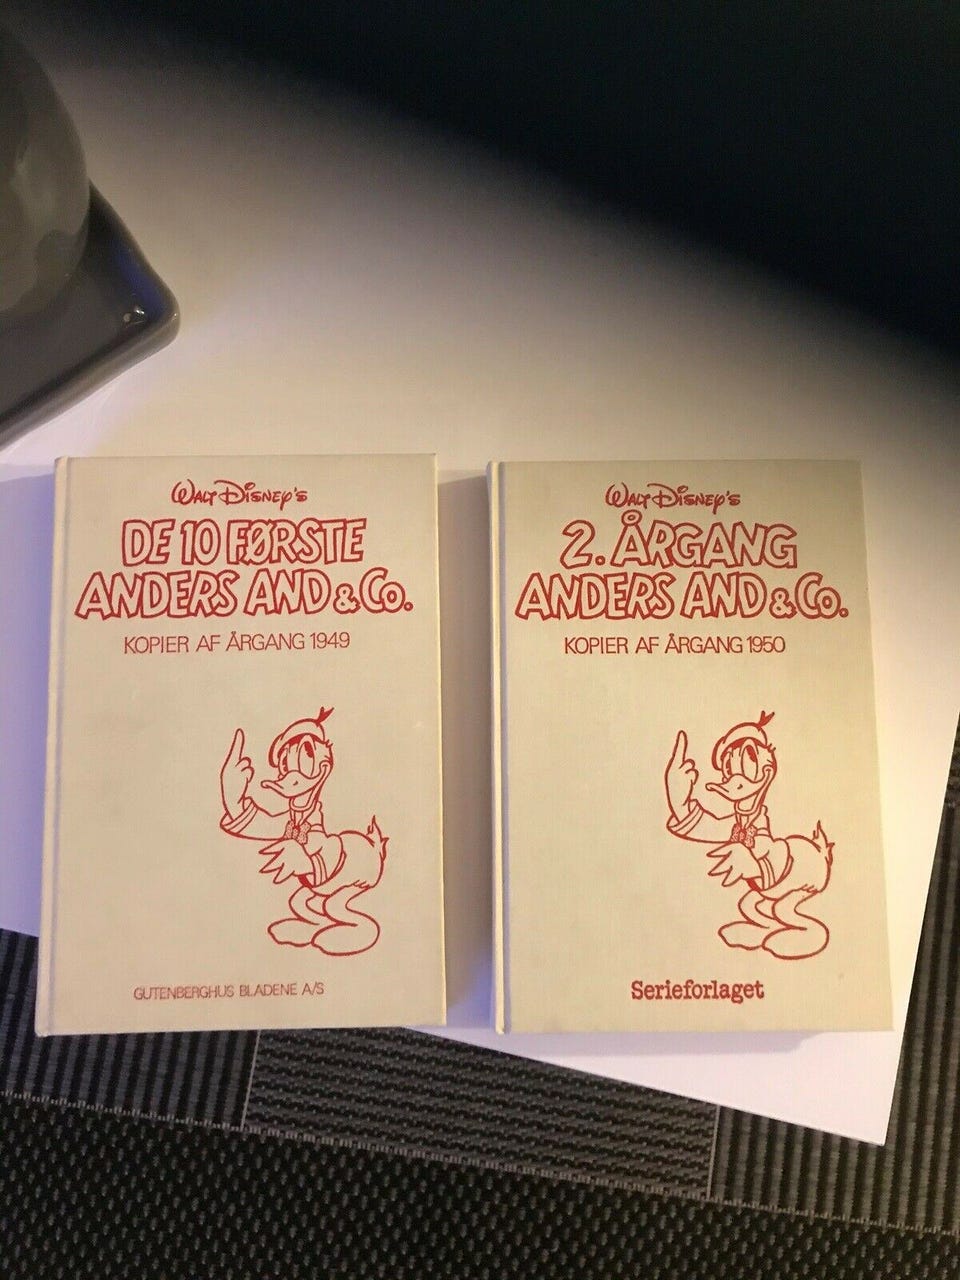 Walt Disney's
DE 10 FØRSTE
ANDERS AND & Co.
KOPIER AF ÅRGANG 1949
GUTENBERGHUS BLADENE A/S
Walt Disney's
2. ÅRGANG
ANDERS AND & Co.
KOPIER AF ÅRGANG 1950
Serieforlaget